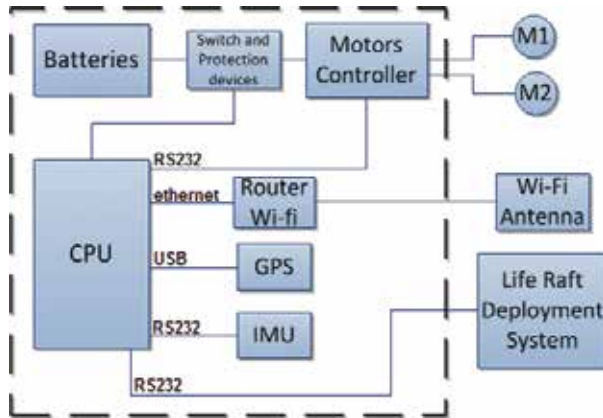 Batteries
Switch and
Protection
devices
Motors
Controller
M1
M2
RS232
ethernet
Router
Wi-fi
Wi-Fi
Antenna
CPU
USB
GPS
Life Raft
Deployment
System
RS232
IMU
RS232